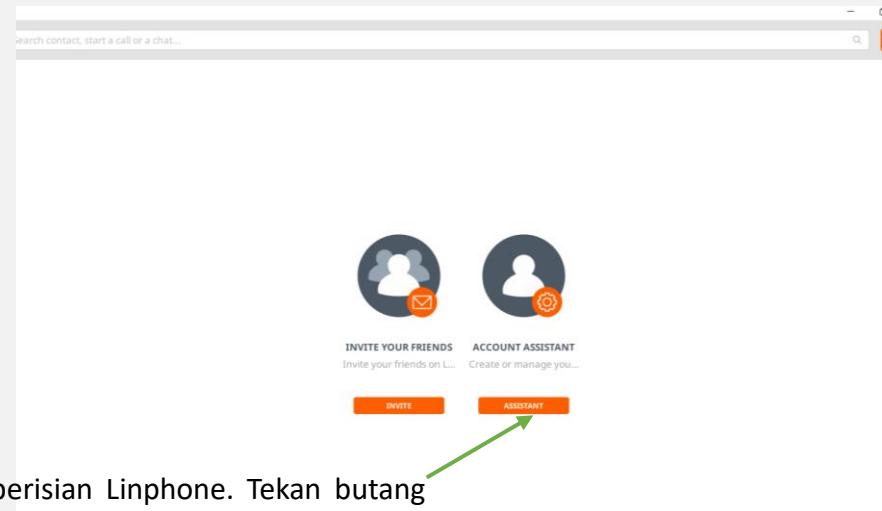 Search contact, start a call or a chat...
INVITE YOUR FRIENDS ACCOUNT ASSISTANT
Invite your friends on L... Create or manage you...
INVITE ASSISTANT
perisian Linphone. Tekan butang